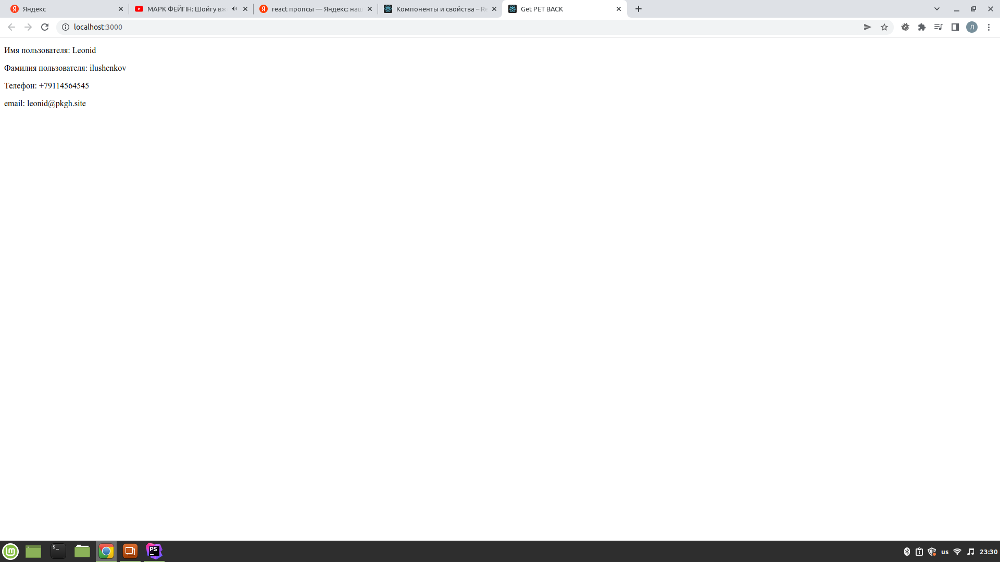 Яндекс
МАРК ФЕЙГІН: Шойгу вж
react пропсы — Яндекс: наш
Компоненты и свойства – Re
Get PET BACK
localhost:3000
Л
Имя пользователя: Leonid
Фамилия пользователя: ilushenkov
Телефон: +79114564545
email: leonid@pkgh.site
lm
$_
PS
us
23:30